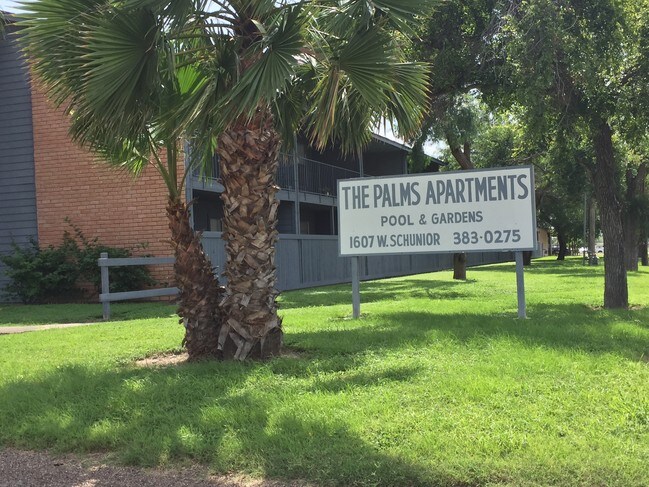 THE PALMS APARTMENTS
POOL & GARDENS
1607 W. SCHUNIOR 383-0275